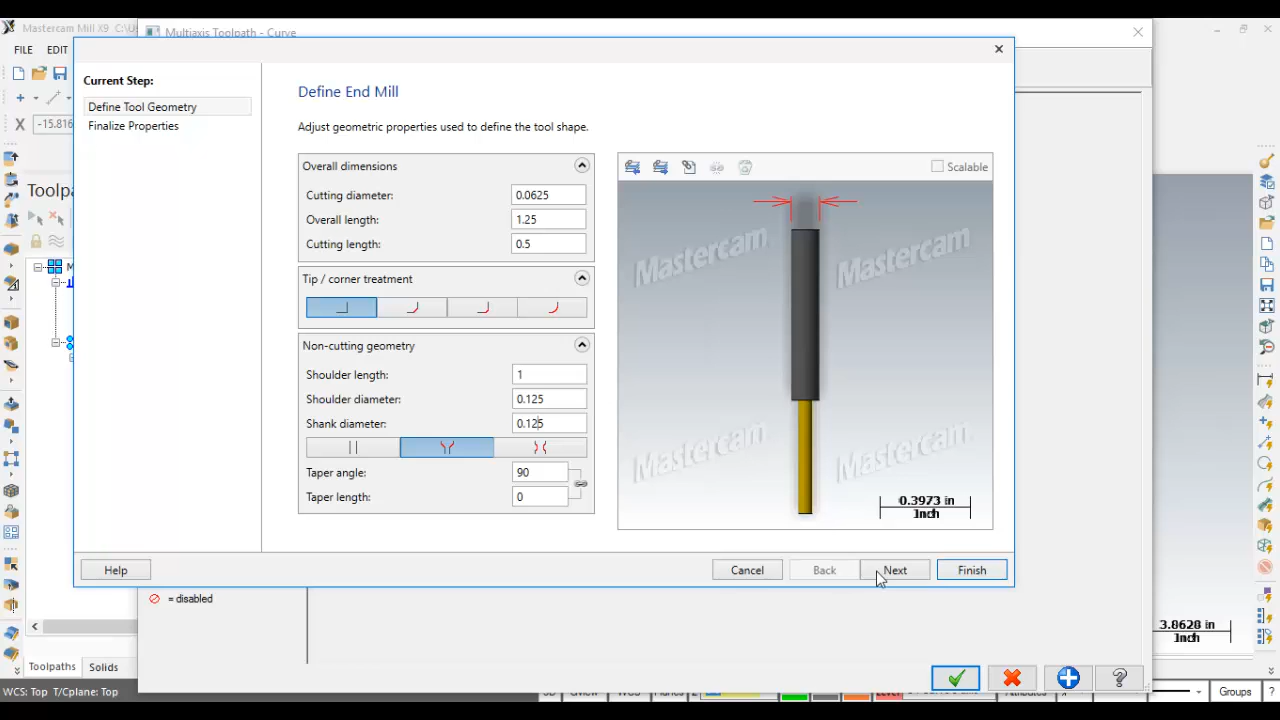 Mastercam Mill X9 C:\Us
Multiaxis Toolpath - Curve
FILE EDIT
X -15.816
Current Step:
Define Tool Geometry
Finalize Properties
Define End Mill
Adjust geometric properties used to define the tool shape.
Overall dimensions
Cutting diameter: 0.0625
Overall length: 1.25
Cutting length: 0.5
Tip / corner treatment
Non-cutting geometry
Shoulder length: 1
Shoulder diameter: 0.125
Shank diameter: 0.125
Taper angle: 90
Taper length: 0
Scalable
Mastercam Mastercam
Mastercam Mastercam
0.3973 in
Inch
Toolpa
M
Help Cancel Back Next Finish
= disabled
3.8628 in
Inch
Toolpaths Solids
WCS: Top T/Cplane: Top
Groups ?